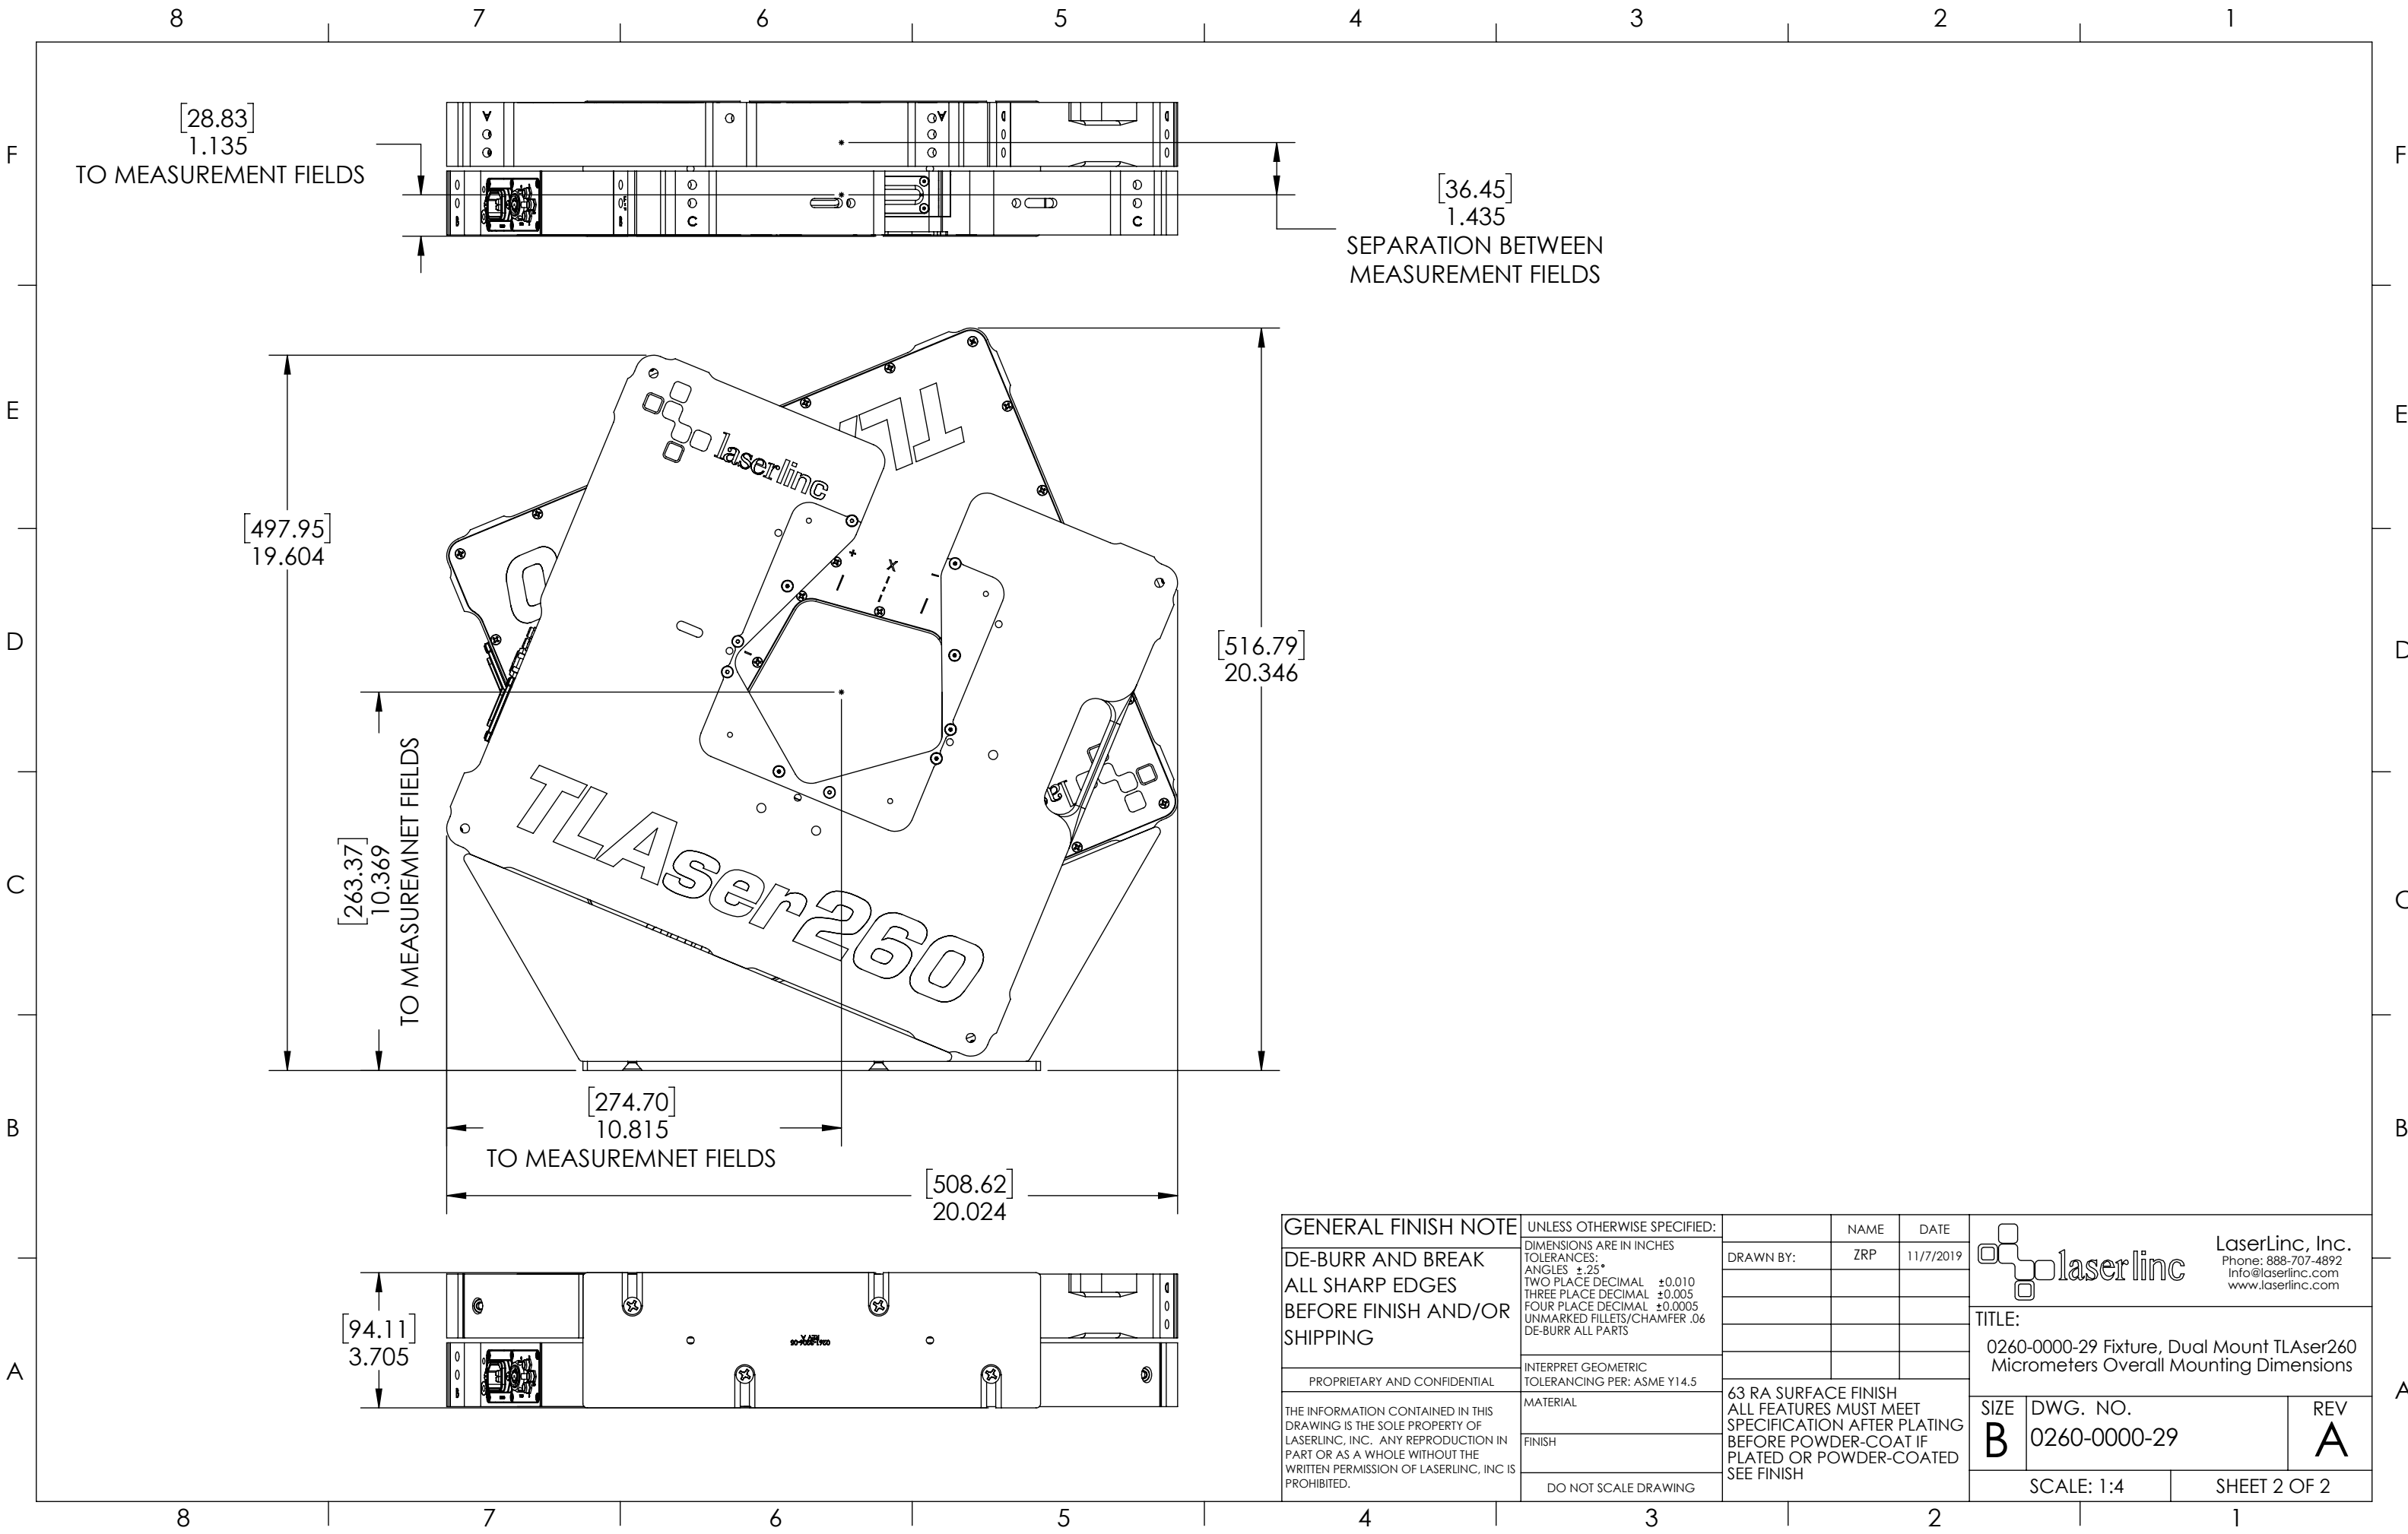 8 7 6 5 4 3 2 1
F
F
[28.83]
1.135
TO MEASUREMENT FIELDS
A
A
C
C
[36.45]
1.435
SEPARATION BETWEEN
MEASUREMENT FIELDS
E
E
laserlinc
TL
[497.95]
19.604
X
D
D
[516.79]
20.346
[263.37]
10.369
TO MEASUREMNET FIELDS
TLAser260
C
C
[274.70]
10.815
TO MEASUREMNET FIELDS
B
B
[508.62]
20.024
[94.11]
3.705
A
A
GENERAL FINISH NOTE
DE-BURR AND BREAK
ALL SHARP EDGES
BEFORE FINISH AND/OR
SHIPPING
PROPRIETARY AND CONFIDENTIAL
THE INFORMATION CONTAINED IN THIS
DRAWING IS THE SOLE PROPERTY OF
LASERLINC, INC. ANY REPRODUCTION IN
PART OR AS A WHOLE WITHOUT THE
WRITTEN PERMISSION OF LASERLINC, INC IS
PROHIBITED.
UNLESS OTHERWISE SPECIFIED:
DIMENSIONS ARE IN INCHES
TOLERANCES:
ANGLES ±.25°
TWO PLACE DECIMAL ±0.010
THREE PLACE DECIMAL ±0.005
FOUR PLACE DECIMAL ±0.0005
UNMARKED FILLETS/CHAMFER .06
DE-BURR ALL PARTS
INTERPRET GEOMETRIC
TOLERANCING PER: ASME Y14.5
MATERIAL
FINISH
DO NOT SCALE DRAWING
NAME DATE
DRAWN BY: ZRP 11/7/2019
63 RA SURFACE FINISH
ALL FEATURES MUST MEET
SPECIFICATION AFTER PLATING
BEFORE POWDER-COAT IF
PLATED OR POWDER-COATED
SEE FINISH
laserlinc
LaserLinc, Inc.
Phone: 888-707-4892
Info@laserlinc.com
www.laserlinc.com
TITLE:
0260-0000-29 Fixture, Dual Mount TLAser260
Micrometers Overall Mounting Dimensions
SIZE
B
DWG. NO.
0260-0000-29
REV
A
SCALE: 1:4
SHEET 2 OF 2
8 7 6 5 4 3 2 1